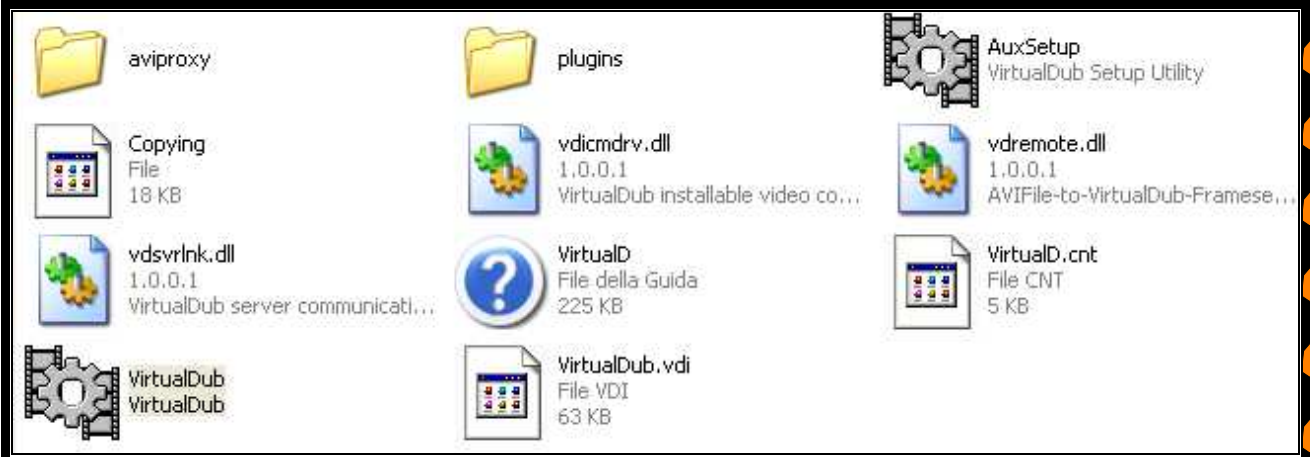 aviproxy
plugins
AuxSetup
VirtualDub Setup Utility
Copying
File
18 KB
vdicmdrv.dll
1.0.0.1
VirtualDub installable video co...
vdremote.dll
1.0.0.1
AVIFile-to-VirtualDub-Framese...
vdsvrlnk.dll
1.0.0.1
VirtualDub server communicati...
VirtualD
File della Guida
225 KB
VirtualD.cnt
File CNT
5 KB
VirtualDub
VirtualDub
VirtualDub.vdi
File VDI
63 KB